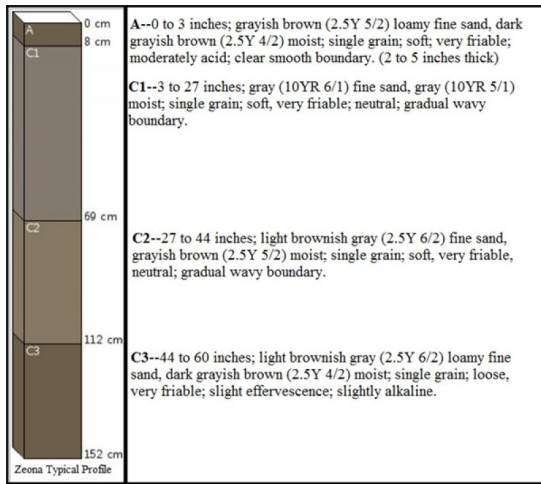 0 cm
A
8 cm
C1
69 cm
C2
112 cm
C3
152 cm
Zeona Typical Profile
A--0 to 3 inches; grayish brown (2.5Y 5/2) loamy fine sand, dark
grayish brown (2.5Y 4/2) moist; single grain; soft; very friable;
moderately acid; clear smooth boundary. (2 to 5 inches thick)
C1--3 to 27 inches; gray (10YR 6/1) fine sand, gray (10YR 5/1)
moist; single grain; soft, very friable; neutral; gradual wavy
boundary.
C2--27 to 44 inches; light brownish gray (2.5Y 6/2) fine sand,
grayish brown (2.5Y 5/2) moist; single grain; soft, very friable,
neutral; gradual wavy boundary.
C3--44 to 60 inches; light brownish gray (2.5Y 6/2) loamy fine
sand, dark grayish brown (2.5Y 4/2) moist; single grain; loose,
very friable; slight effervescence; slightly alkaline.